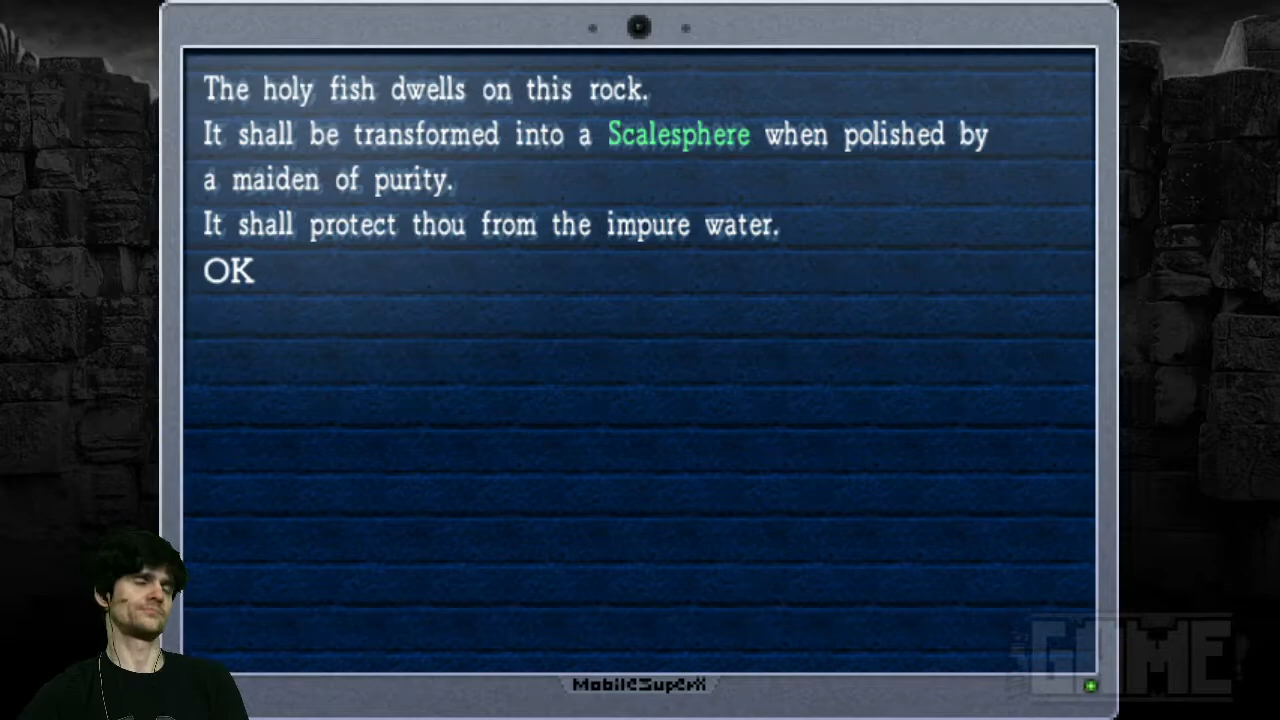 The holy fish dwells on this rock.
It shall be transformed into a Scalesphere when polished by
a maiden of purity.
It shall protect thou from the impure water.
OK
MobileSuperX
GAME